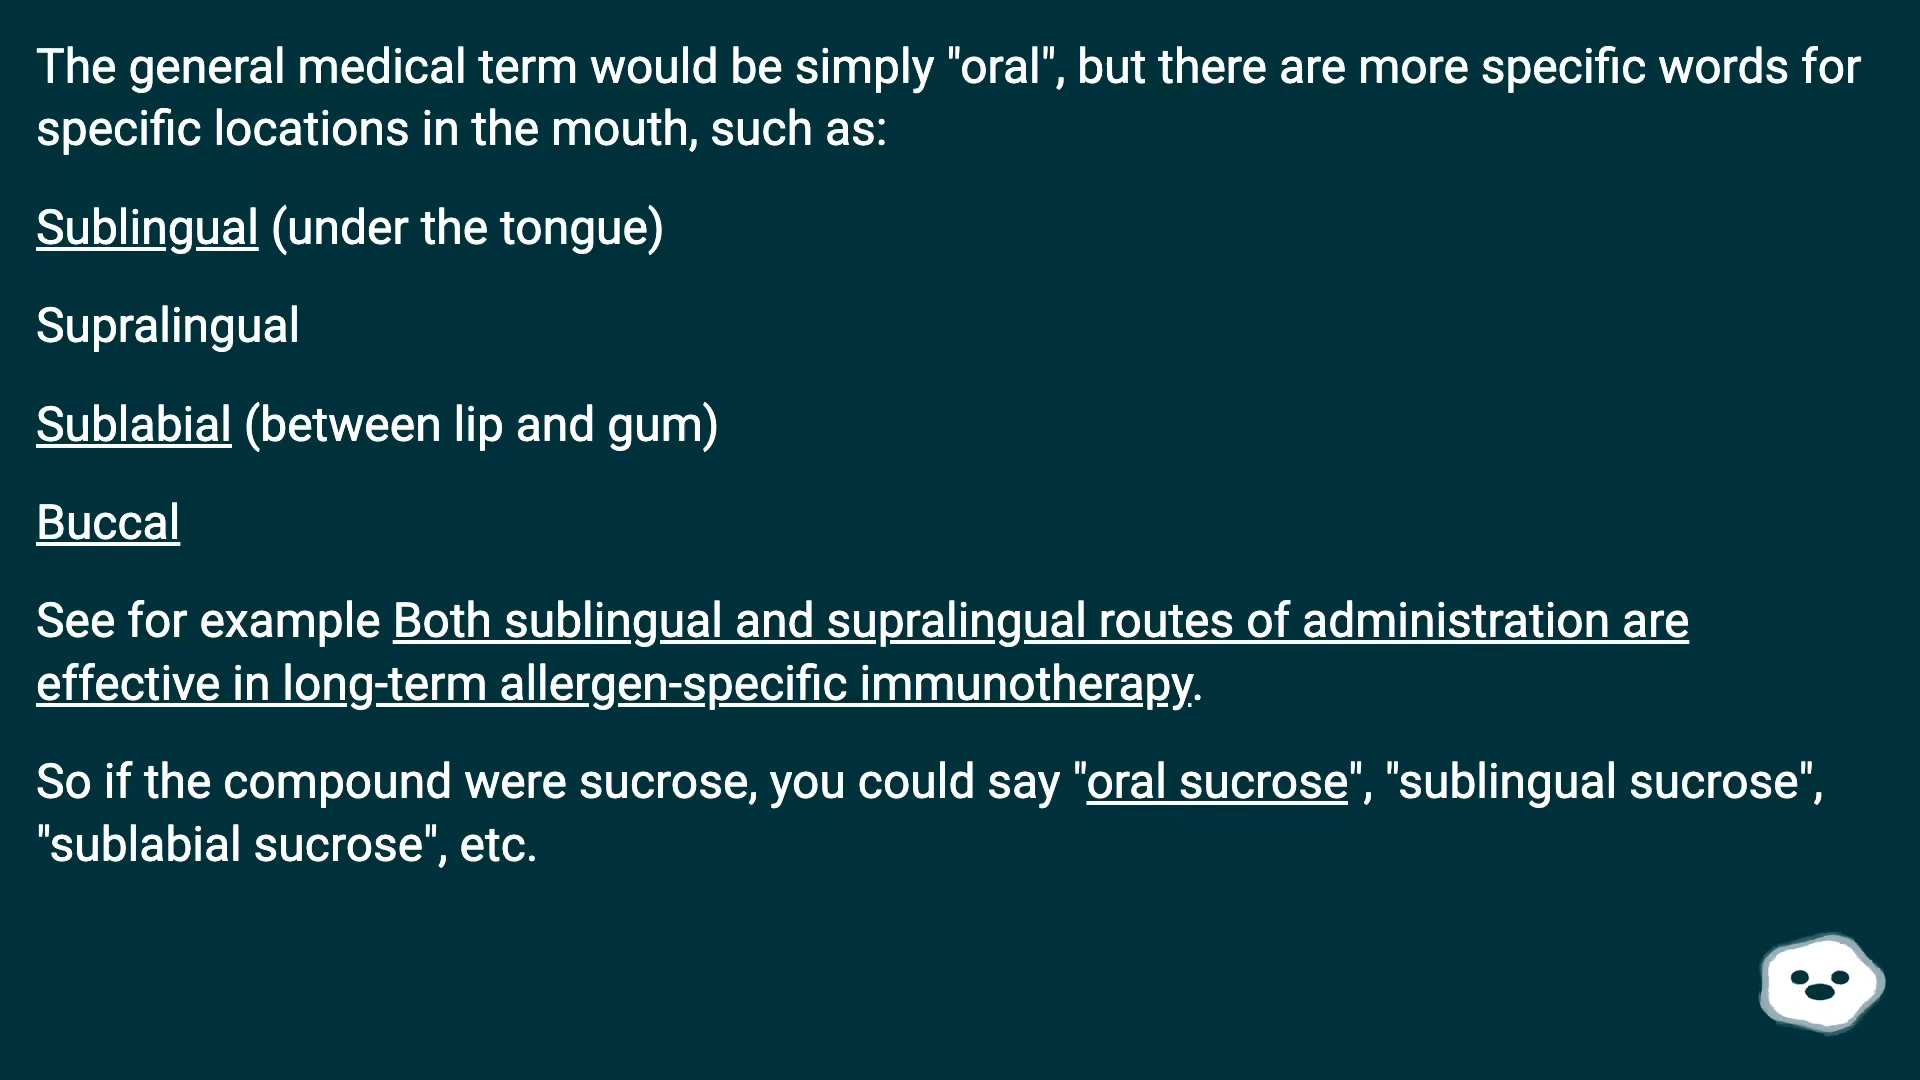 The general medical term would be simply "oral", but there are more specific words for
specific locations in the mouth, such as:
Sublingual (under the tongue)
Supralingual
Sublabial (between lip and gum)
Buccal
See for example Both sublingual and supralingual routes of administration are
effective in long-term allergen-specific immunotherapy.
So if the compound were sucrose, you could say "oral sucrose", "sublingual sucrose",
"sublabial sucrose", etc.